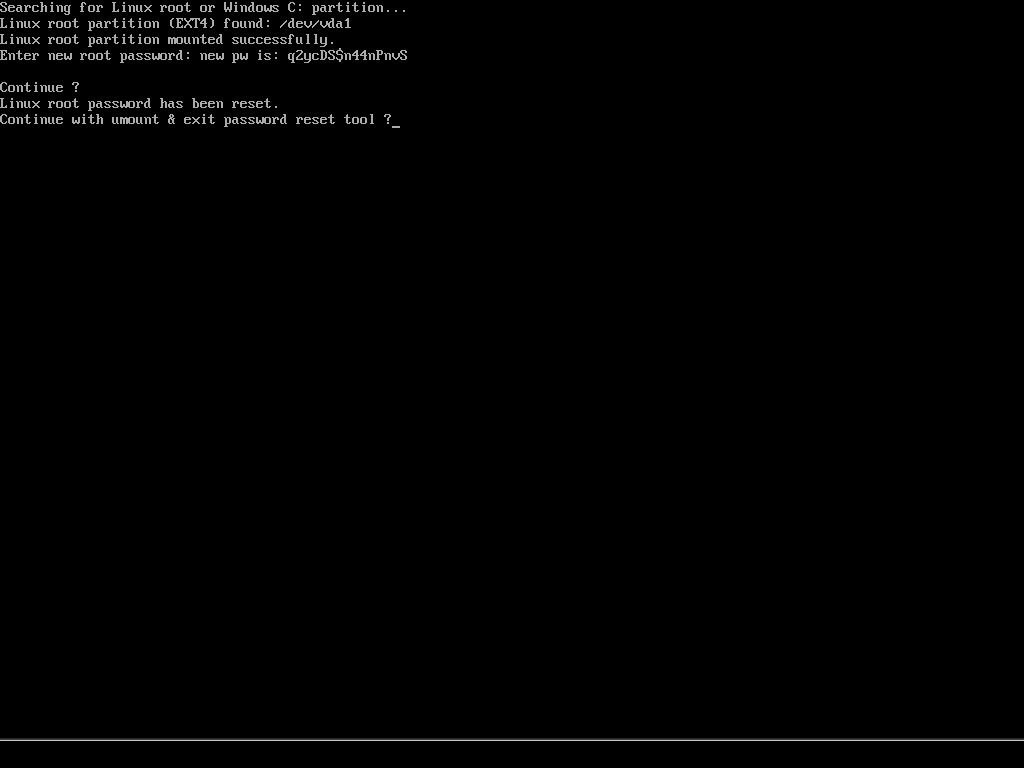 Searching for Linux root or Windows C: partition...
Linux root partition (EXT4) found: /dev/vda1
Linux root partition mounted successfully.
Enter new root password: new pw is: q2ycDS$n44nPnvS
Continue ?
Linux root password has been reset.
Continue with umount & exit password reset tool ?_